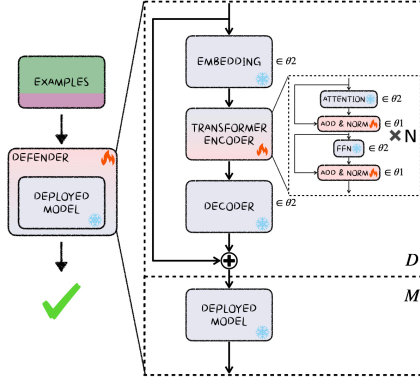 EXAMPLES
DEFENDER
DEPLOYED
MODEL
EMBEDDING
∈ θ2
TRANSFORMER
ENCODER
DECODER
∈ θ2
ATTENTION
∈ θ2
ADD & NORM
∈ θ1
×N
FFN
∈ θ2
ADD & NORM
∈ θ1
D
M
DEPLOYED
MODEL